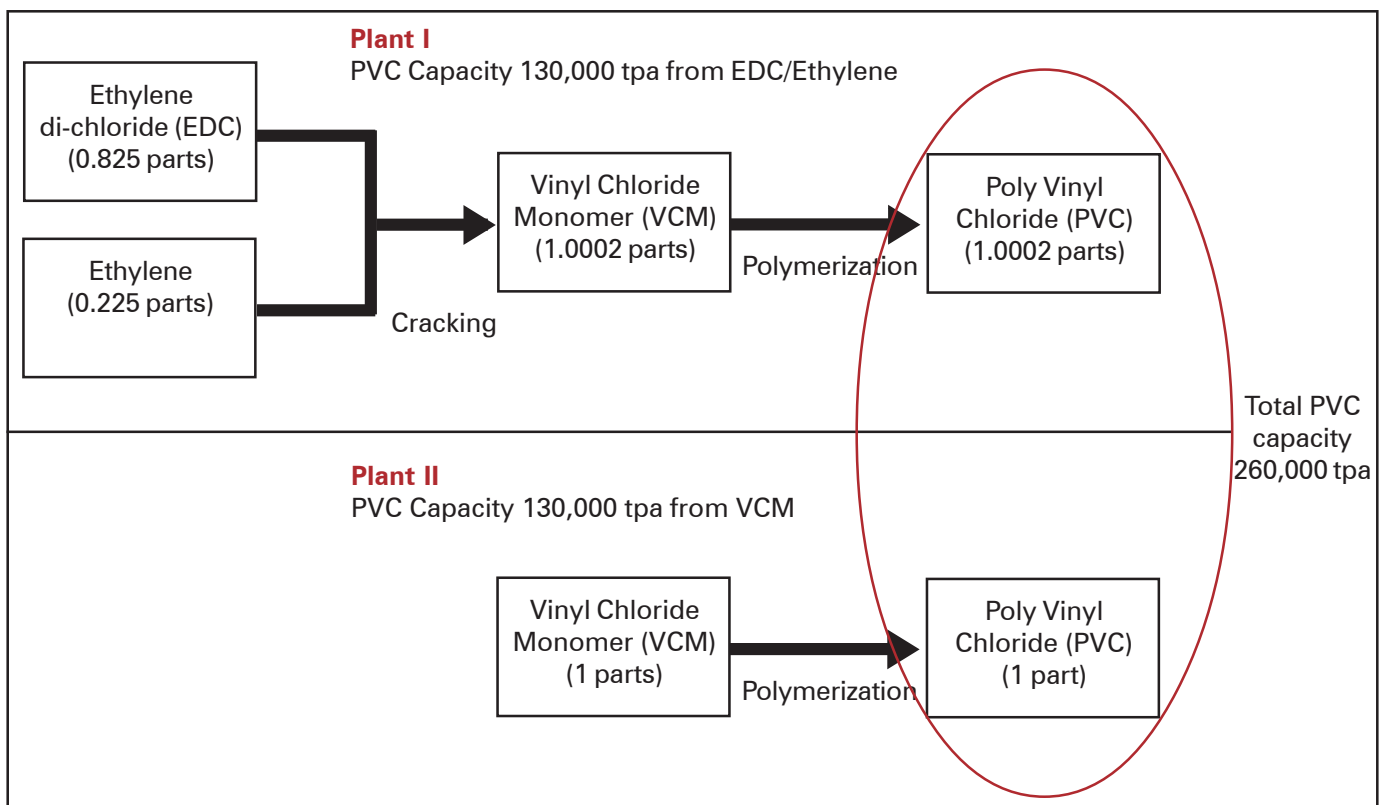 Plant I
PVC Capacity 130,000 tpa from EDC/Ethylene
Ethylene
di-chloride (EDC)
(0.825 parts)
Ethylene
(0.225 parts)
Cracking
Vinyl Chloride
Monomer (VCM)
(1.0002 parts)
Polymerization
Poly Vinyl
Chloride (PVC)
(1.0002 parts)
Total PVC
capacity
260,000 tpa
Plant II
PVC Capacity 130,000 tpa from VCM
Vinyl Chloride
Monomer (VCM)
(1 parts)
Polymerization
Poly Vinyl
Chloride (PVC)
(1 part)